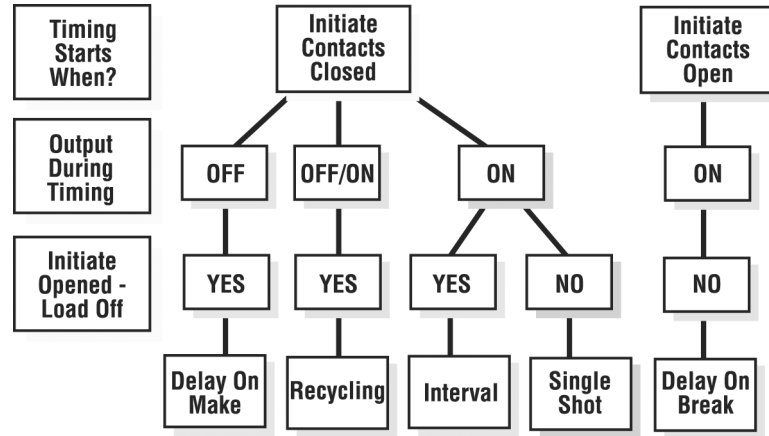 Timing
Starts
When?
Initiate
Contacts
Closed
Initiate
Contacts
Open
Output
During
Timing
OFF
OFF/ON
ON
ON
Initiate
Opened -
Load Off
YES
YES
YES
NO
NO
Delay On
Make
Recycling
Interval
Single
Shot
Delay On
Break